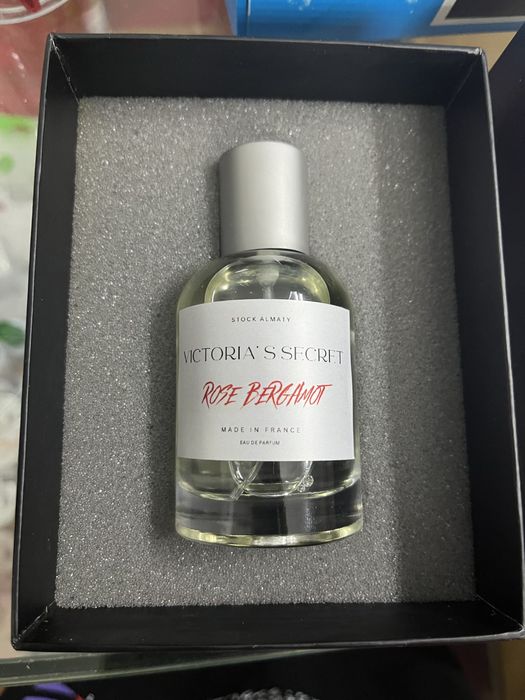 STOCK ALMATY
VICTORIA'S SECRET
ROSE BERGAMOT
MADE IN FRANCE
EAU DE PARFUM